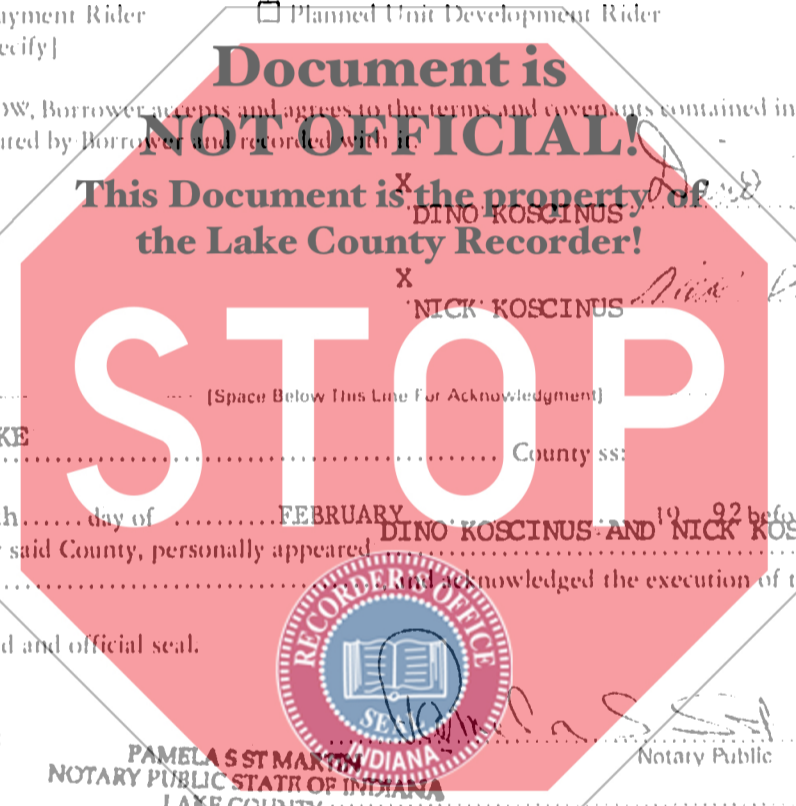 ayment Rider ☐ Planned Unit Development Rider
ecify]
Document is
OW, Borrower accepts and agrees to the terms and covenants contained in
NOT OFFICIAL!
uted by Borrower and recorded with it.
This Document is the property of
X
DINO KOSCINUS
the Lake County Recorder!
X
NICK KOSCINUS
STOP
[Space Below This Line For Acknowledgment]
KE
County ss:
h ...... day of ......... FEBRUARY ......... 19 92 befo
said County, personally appeared DINO KOSCINUS AND NICK KOS
and acknowledged the execution of t
d and official seal.
RECORDER'S OFFICE
SEAL
INDIANA
Notary Public
PAMELA S ST MARTIN
NOTARY PUBLIC STATE OF INDIANA
LAKE COUNTY